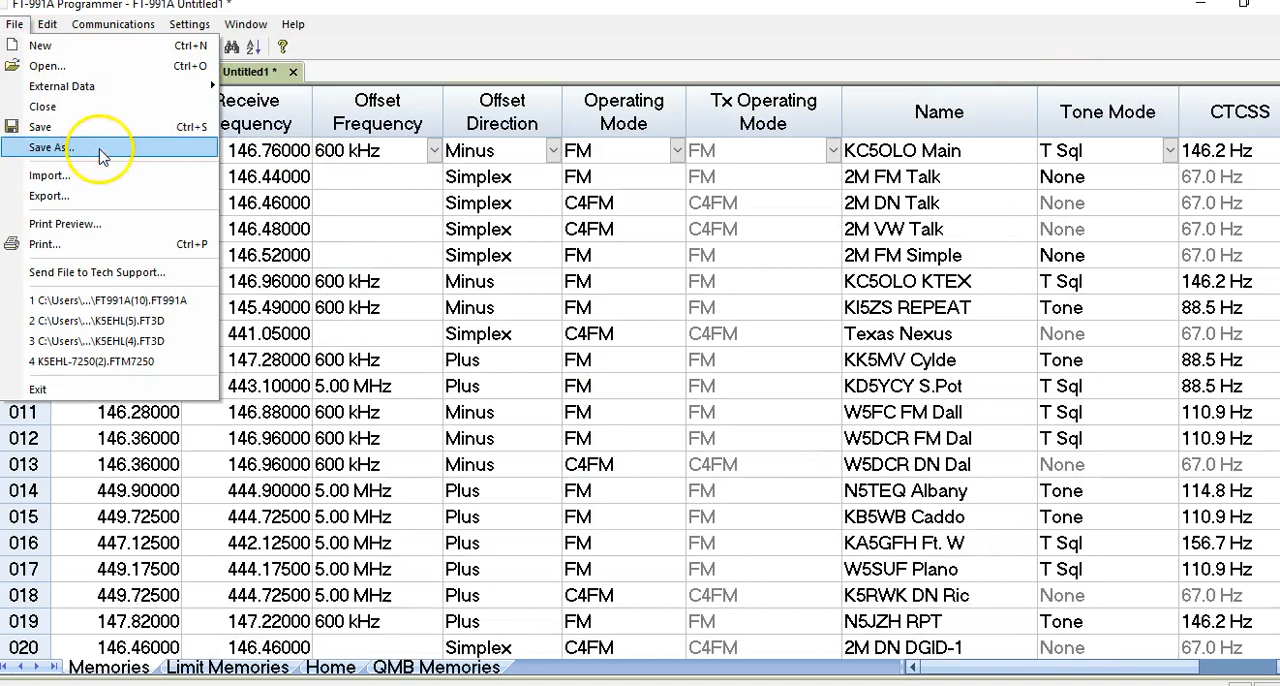 FT-991A Programmer - FT-991A Untitled1 *
File Edit Communications Settings Window Help
New Ctrl+N
Open... Ctrl+O
External Data
Close
Save Ctrl+S
Save As...
Import...
Export...
Print Preview...
Print... Ctrl+P
Send File to Tech Support...
1 C:\Users\...\FT991A(10).FT991A
2 C:\Users\...\K5EHL(5).FT3D
3 C:\Users\...\K5EHL(4).FT3D
4 K5EHL-7250(2).FTM7250
Exit
Untitled1 *
Receive Frequency Offset Frequency Offset Direction Operating Mode Tx Operating Mode Name Tone Mode CTCSS
146.76000 600 kHz Minus FM FM KC5OLO Main T Sql 146.2 Hz
146.44000 Simplex FM FM 2M FM Talk None 67.0 Hz
146.46000 Simplex C4FM C4FM 2M DN Talk None 67.0 Hz
146.48000 Simplex C4FM C4FM 2M VW Talk None 67.0 Hz
146.52000 Simplex FM FM 2M FM Simple None 67.0 Hz
146.96000 600 kHz Minus FM FM KC5OLO KTEX T Sql 146.2 Hz
145.49000 600 kHz Minus FM FM KI5ZS REPEAT Tone 88.5 Hz
441.05000 Simplex C4FM C4FM Texas Nexus None 67.0 Hz
147.28000 600 kHz Plus FM FM KK5MV Cylde Tone 88.5 Hz
443.10000 5.00 MHz Plus FM FM KD5YCY S.Pot Tone 88.5 Hz
011 146.28000 146.88000 600 kHz Minus FM FM W5FC FM Dall T Sql 110.9 Hz
012 146.36000 146.96000 600 kHz Minus FM FM W5DCR FM Dal T Sql 110.9 Hz
013 146.36000 146.96000 600 kHz Minus C4FM C4FM W5DCR DN Dal None 67.0 Hz
014 449.90000 444.90000 5.00 MHz Plus FM FM N5TEQ Albany Tone 114.8 Hz
015 449.72500 444.72500 5.00 MHz Plus FM FM KB5WB Caddo Tone 110.9 Hz
016 447.12500 442.12500 5.00 MHz Plus FM FM KA5GFH Ft. W T Sql 156.7 Hz
017 449.17500 444.17500 5.00 MHz Plus FM FM W5SUF Plano T Sql 110.9 Hz
018 449.72500 444.72500 5.00 MHz Plus C4FM C4FM K5RWK DN Ric None 67.0 Hz
019 147.82000 147.22000 600 kHz Plus FM FM N5JZH RPT Tone 146.2 Hz
020 146.46000 146.46000 Simplex C4FM C4FM 2M DN DGID-1 None 67.0 Hz
Memories Limit Memories Home QMB Memories